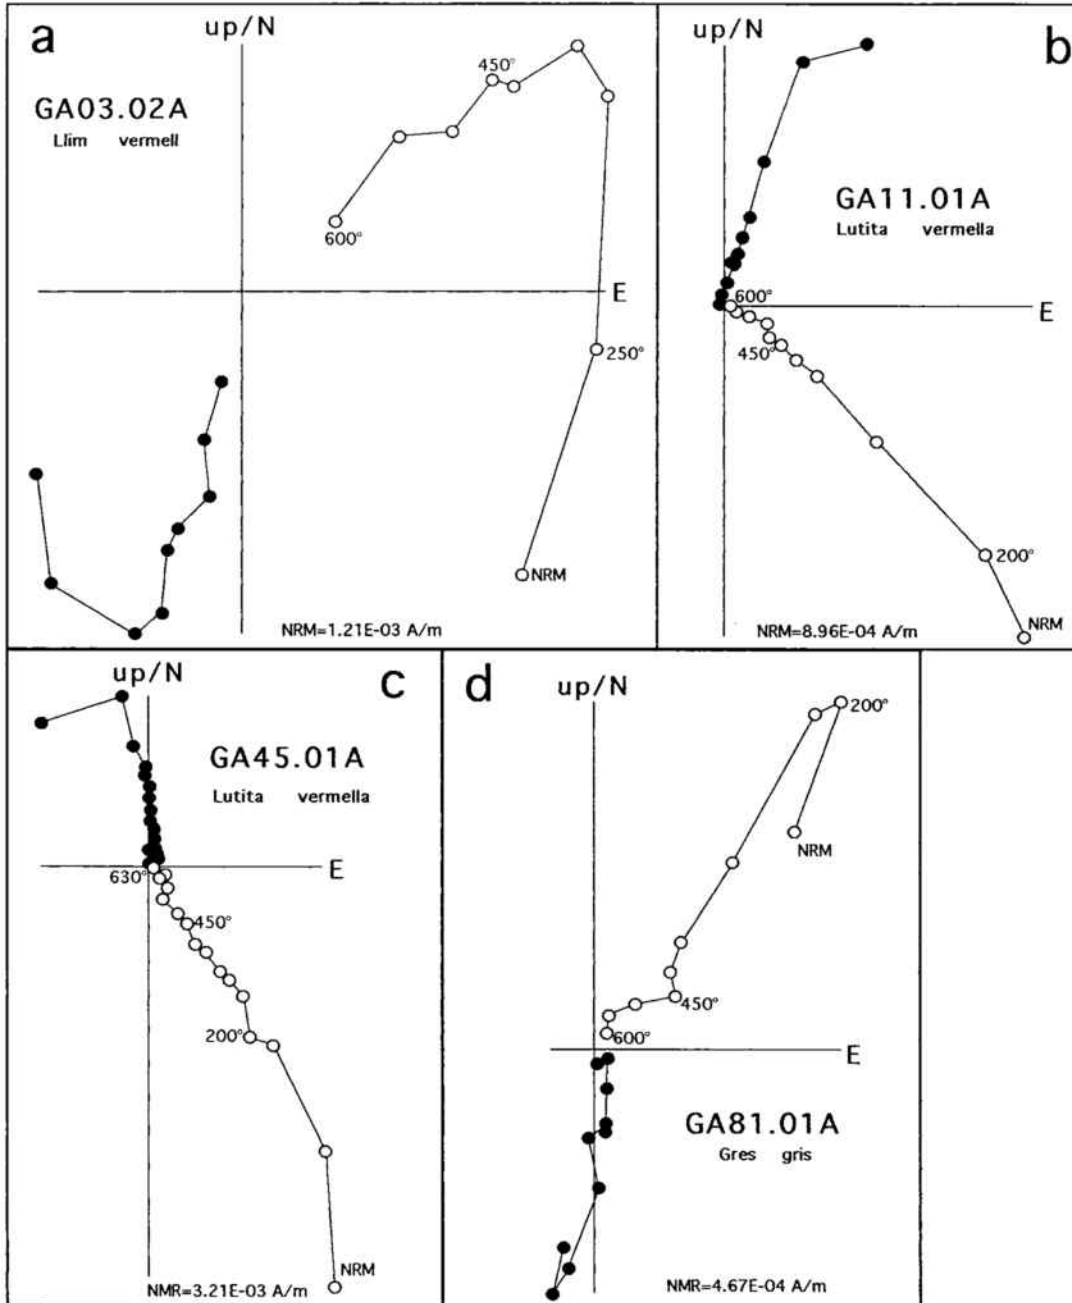 a
up/N
GA03.02A
Llim vermell
450°
600°
E
250°
NRM
NRM=1.21E-03 A/m
b
up/N
GA11.01A
Lutita vermella
600°
E
450°
200°
NRM
NRM=8.96E-04 A/m
c
up/N
GA45.01A
Lutita vermella
E
630°
450°
200°
NRM
NMR=3.21E-03 A/m
d
up/N
200°
NRM
450°
600°
E
GA81.01A
Gres gris
NMR=4.67E-04 A/m